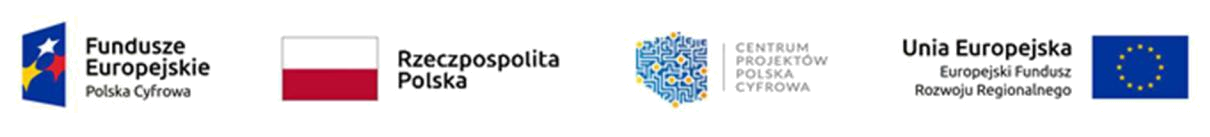 Fundusze
Europejskie
Polska Cyfrowa
Rzeczpospolita
Polska
CENTRUM
PROJEKTÓW
POLSKA
CYFROWA
Unia Europejska
Europejski Fundusz
Rozwoju Regionalnego